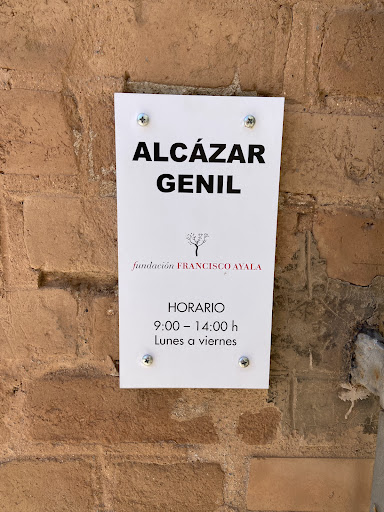 ALCÁZAR
GENIL
fundación FRANCISCO AYALA
HORARIO
9:00 – 14:00 h
Lunes a viernes